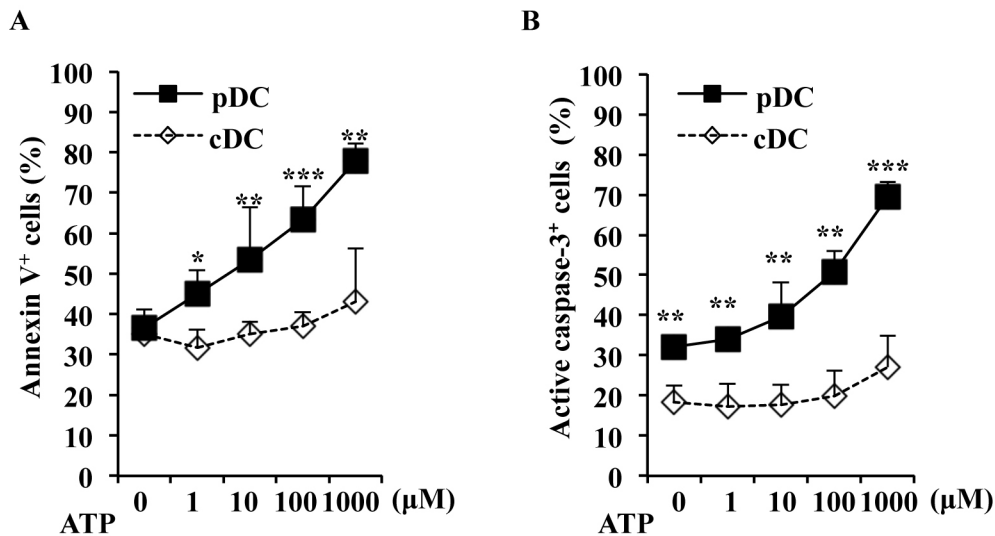 A
Annexin V+ cells (%)
100
90
80
70
60
50
40
30
20
10
0
pDC
cDC
*
**
***
**
0 1 10 100 1000 (μM)
ATP
B
Active caspase-3+ cells (%)
100
90
80
70
60
50
40
30
20
10
0
pDC
cDC
**
**
**
**
***
0 1 10 100 1000 (μM)
ATP